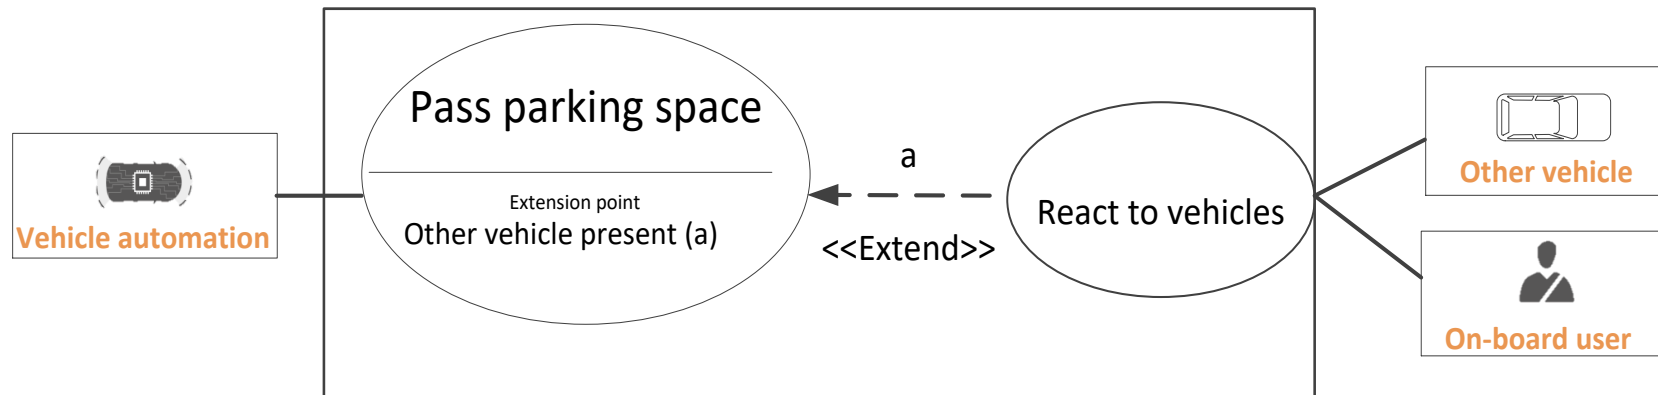 Vehicle automation
Pass parking space
Extension point
Other vehicle present (a)
a
<<Extend>>
React to vehicles
Other vehicle
On-board user